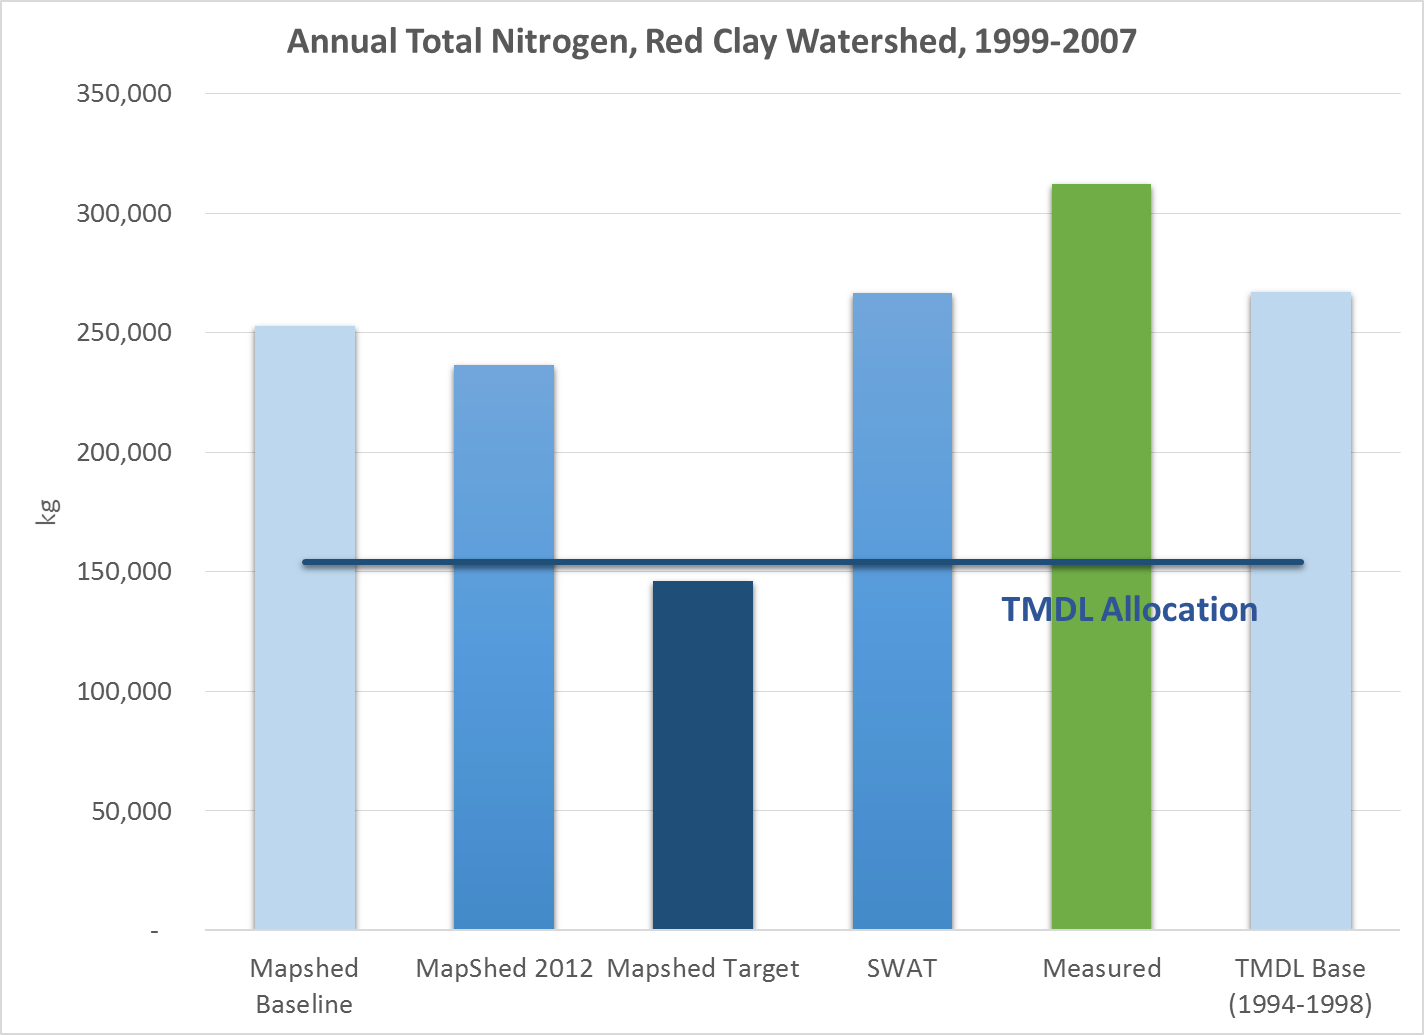 Annual Total Nitrogen, Red Clay Watershed, 1999-2007
350,000
300,000
250,000
200,000
150,000
100,000
50,000
-
kg
TMDL Allocation
Mapshed Baseline
MapShed 2012
Mapshed Target
SWAT
Measured
TMDL Base
(1994-1998)